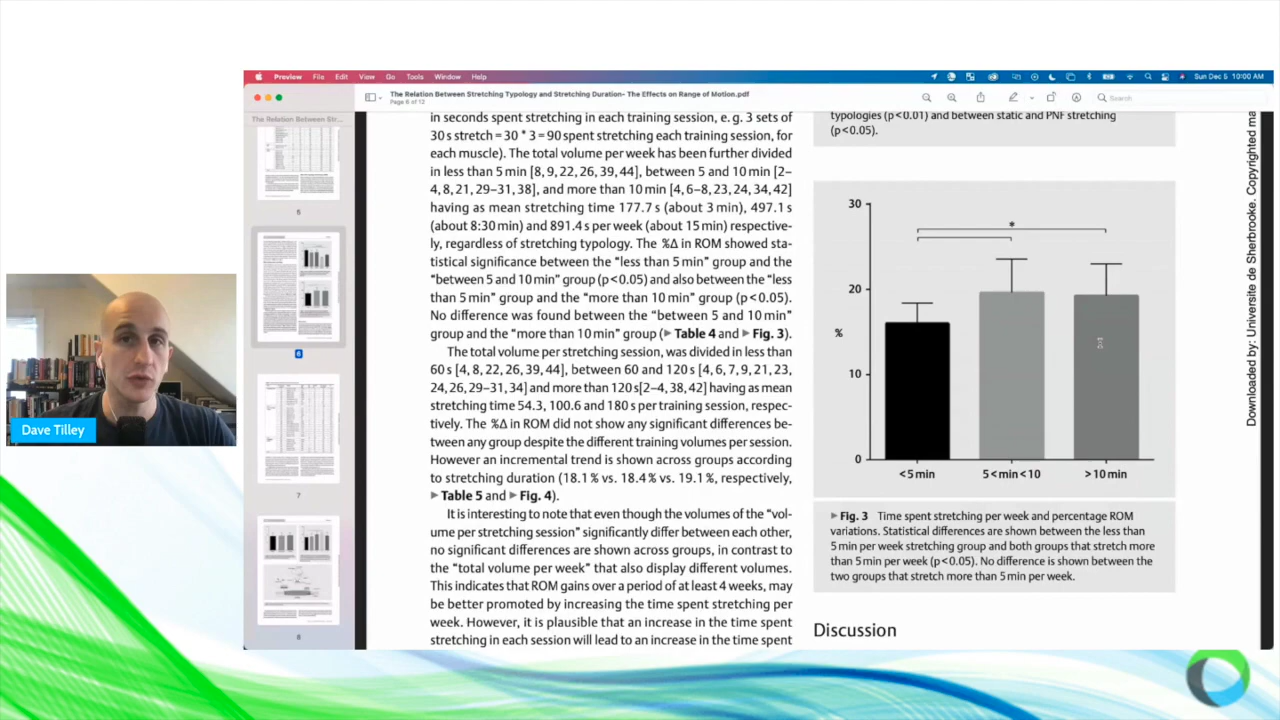 Preview File Edit View Go Tools Window Help
Sun Dec 5 10:00 AM
The Relation Between Stretching Typology and Stretching Duration- The Effects on Range of Motion.pdf
Page 6 of 12
Search
The Relation Between Str...
5
6
7
8
Dave Tilley
in seconds spent stretching in each training session, e.g. 3 sets of
30 s stretch = 30 * 3 = 90 spent stretching each training session, for
each muscle). The total volume per week has been further divided
in less than 5 min [8, 9, 22, 26, 39, 44], between 5 and 10 min [2–
4, 8, 21, 29–31, 38], and more than 10 min [4, 6–8, 23, 24, 34, 42]
having as mean stretching time 177.7 s (about 3 min), 497.1 s
(about 8:30 min) and 891.4 s per week (about 15 min) respective-
ly, regardless of stretching typology. The %Δ in ROM showed sta-
tistical significance between the “less than 5 min” group and the
“between 5 and 10 min” group (p < 0.05) and also between the “less
than 5 min” group and the “more than 10 min” group (p < 0.05).
No difference was found between the “between 5 and 10 min”
group and the “more than 10 min” group (▶ Table 4 and ▶ Fig. 3).
The total volume per stretching session, was divided in less than
60 s [4, 8, 22, 26, 39, 44], between 60 and 120 s [4, 6, 7, 9, 21, 23,
24, 26, 29–31, 34] and more than 120 s[2–4, 38, 42] having as mean
stretching time 54.3, 100.6 and 180 s per training session, respec-
tively. The %Δ in ROM did not show any significant differences be-
tween any group despite the different training volumes per session.
However an incremental trend is shown across groups according
to stretching duration (18.1 % vs. 18.4 % vs. 19.1 %, respectively,
▶ Table 5 and ▶ Fig. 4).
It is interesting to note that even though the volumes of the “vol-
ume per stretching session” significantly differ between each other,
no significant differences are shown across groups, in contrast to
the “total volume per week” that also display different volumes.
This indicates that ROM gains over a period of at least 4 weeks, may
be better promoted by increasing the time spent stretching per
week. However, it is plausible that an increase in the time spent
stretching in each session will lead to an increase in the time spent
typologies (p < 0.01) and between static and PNF stretching
(p < 0.05).
30
*
20
%
10
0
< 5 min
5 < min < 10
> 10 min
▶ Fig. 3 Time spent stretching per week and percentage ROM
variations. Statistical differences are shown between the less than
5 min per week stretching group and both groups that stretch more
than 5 min per week (p < 0.05). No difference is shown between the
two groups that stretch more than 5 min per week.
Discussion
Downloaded by: Universite de Sherbrooke. Copyrighted ma